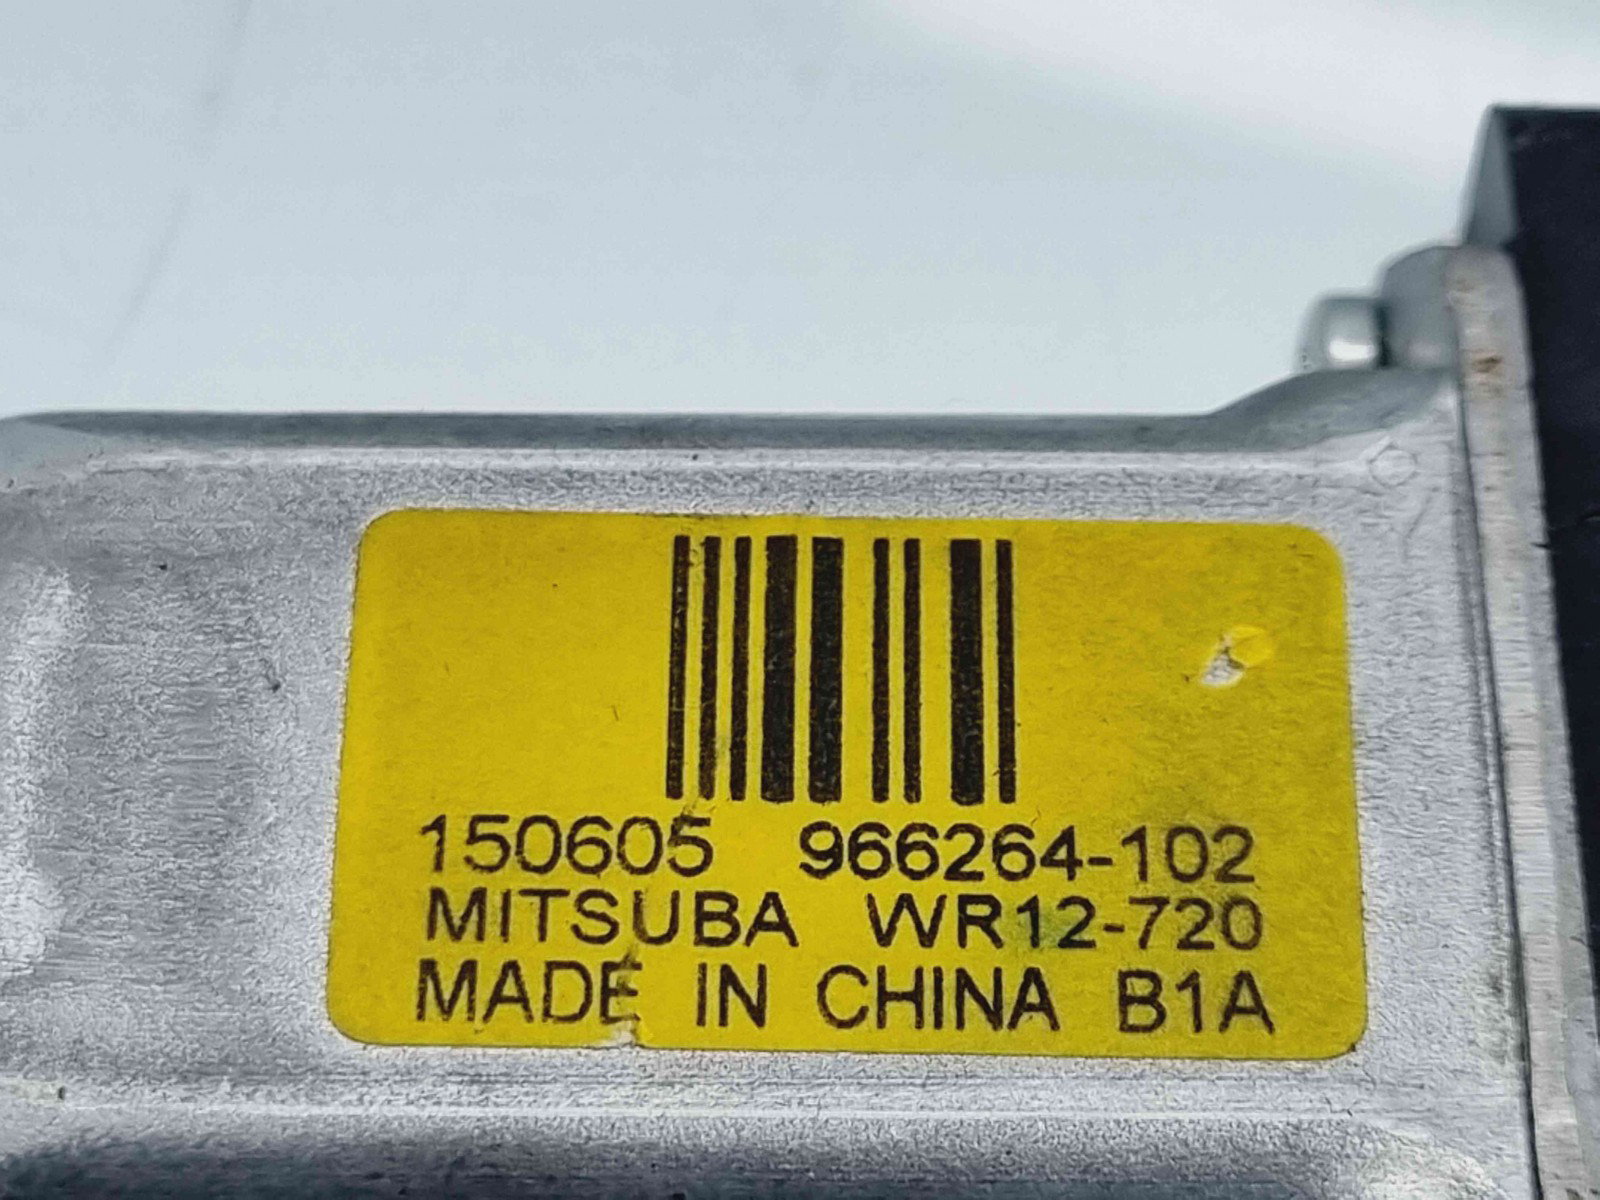 150605 966264-102
MITSUBA WR12-720
MADE IN CHINA B1A